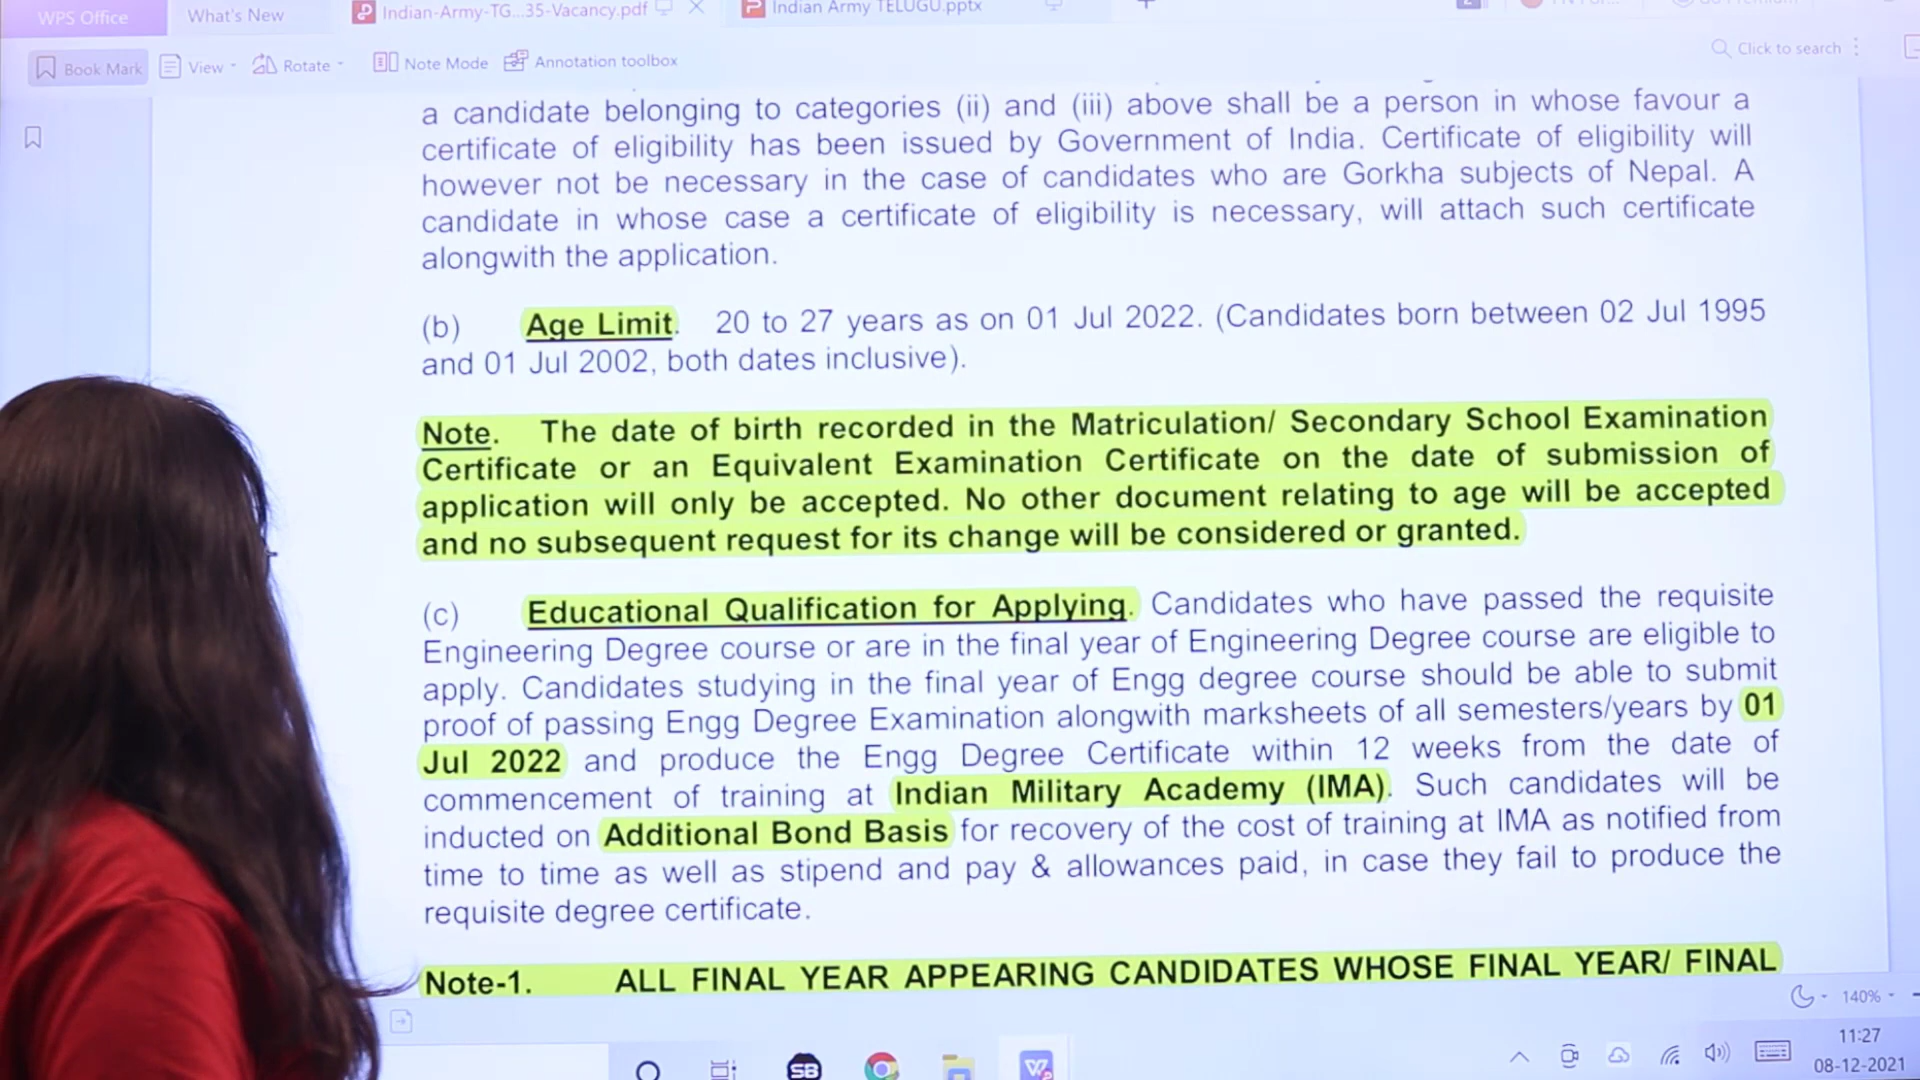 WPS Office
What's New
Indian-Army-TG...35-Vacancy.pdf
Indian Army TELUGU.pptx
Book Mark
View
Rotate
Note Mode
Annotation toolbox
Click to search
a candidate belonging to categories (ii) and (iii) above shall be a person in whose favour a
certificate of eligibility has been issued by Government of India. Certificate of eligibility will
however not be necessary in the case of candidates who are Gorkha subjects of Nepal. A
candidate in whose case a certificate of eligibility is necessary, will attach such certificate
alongwith the application.
(b) Age Limit. 20 to 27 years as on 01 Jul 2022. (Candidates born between 02 Jul 1995
and 01 Jul 2002, both dates inclusive).
Note. The date of birth recorded in the Matriculation/ Secondary School Examination
Certificate or an Equivalent Examination Certificate on the date of submission of
application will only be accepted. No other document relating to age will be accepted
and no subsequent request for its change will be considered or granted.
(c) Educational Qualification for Applying. Candidates who have passed the requisite
Engineering Degree course or are in the final year of Engineering Degree course are eligible to
apply. Candidates studying in the final year of Engg degree course should be able to submit
proof of passing Engg Degree Examination alongwith marksheets of all semesters/years by 01
Jul 2022 and produce the Engg Degree Certificate within 12 weeks from the date of
commencement of training at Indian Military Academy (IMA). Such candidates will be
inducted on Additional Bond Basis for recovery of the cost of training at IMA as notified from
time to time as well as stipend and pay & allowances paid, in case they fail to produce the
requisite degree certificate.
Note-1. ALL FINAL YEAR APPEARING CANDIDATES WHOSE FINAL YEAR/ FINAL
140%
SB
11:27
08-12-2021